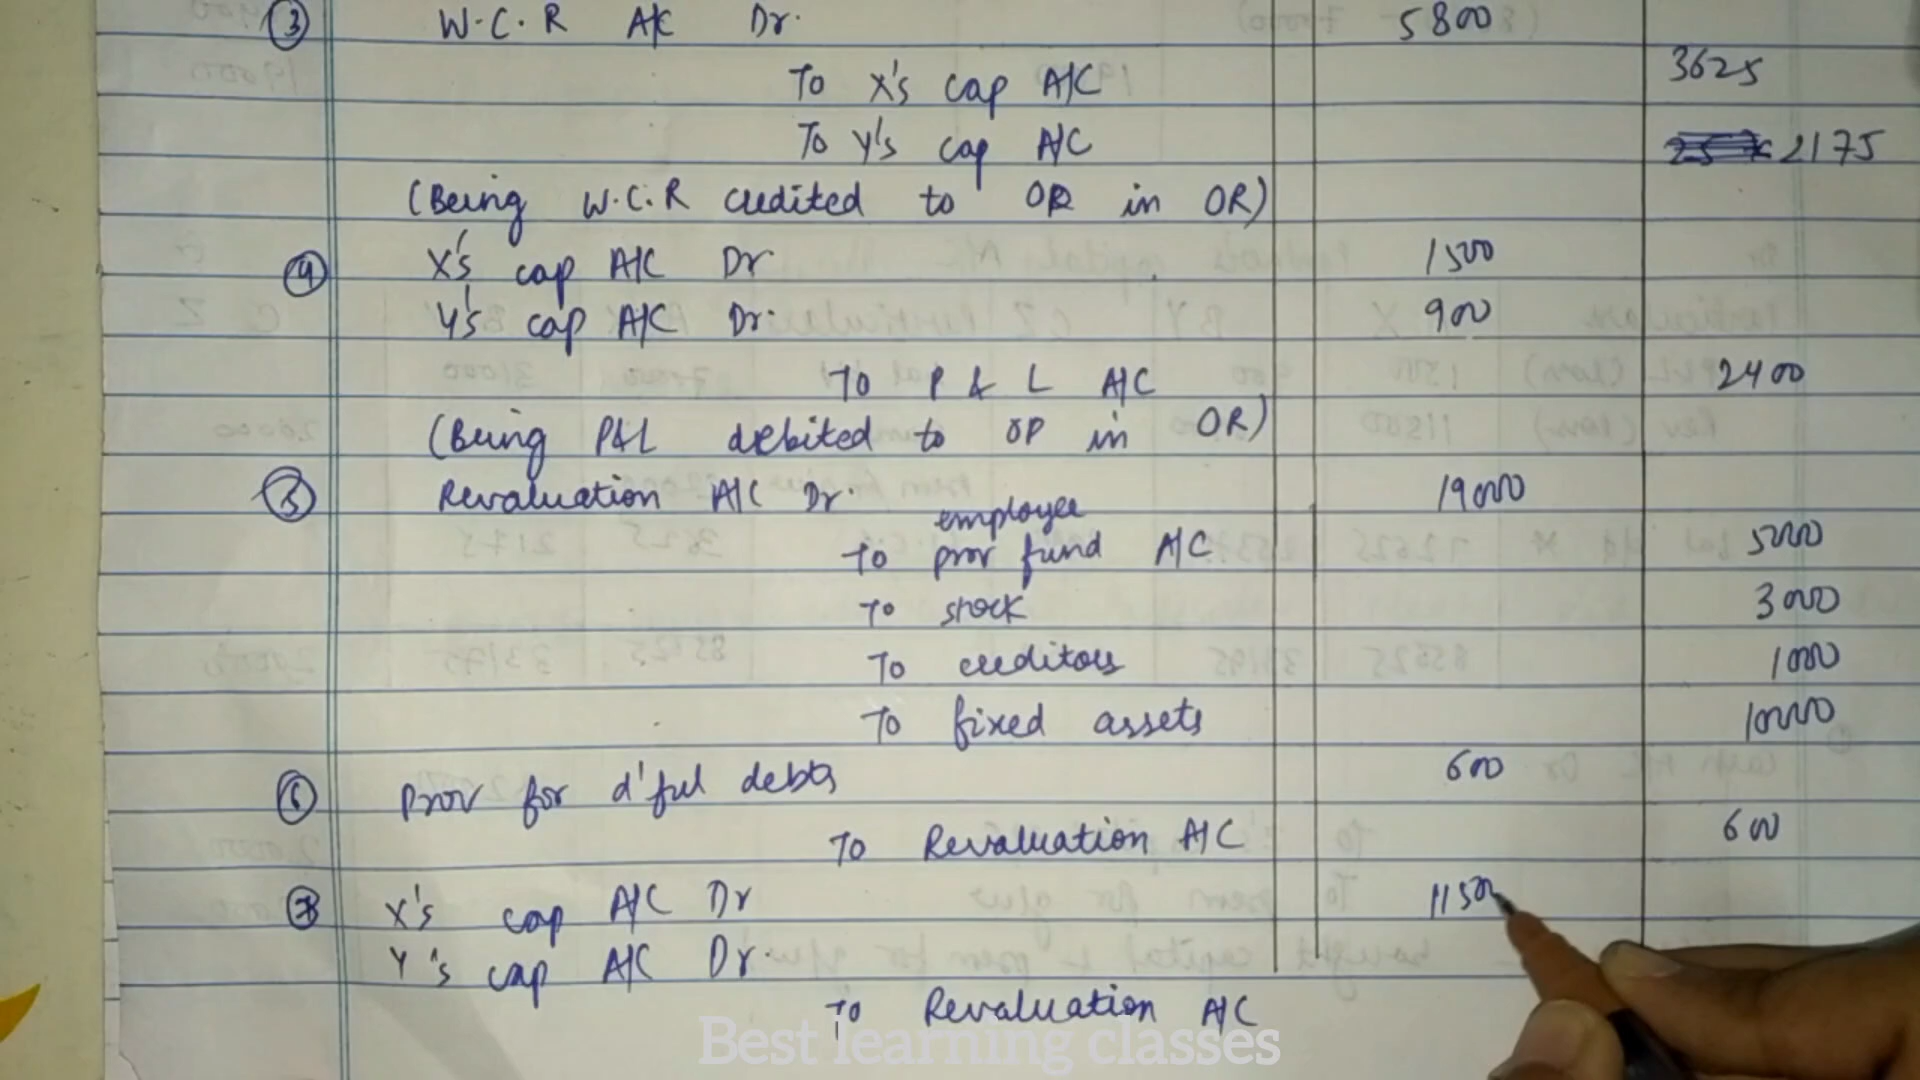 (3) W.C.R A/C Dr. 5800
To X's cap A/C 3625
To Y's cap A/C 2175
(Being W.C.R credited to OR in OR)
(4) X's cap A/C Dr 1500
Y's cap A/C Dr. 900
To P & L A/C 2400
(Being P&L debited to OP in OR)
(5) Revaluation A/C Dr. 19000
employee
To prov fund A/C 5000
To stock 3000
To creditors 1000
To fixed assets 10000
(6) Prov for d'ful debts 600
To Revaluation A/C 600
(7) X's cap A/C Dr 11500
Y's cap A/C Dr.
To Revaluation A/C
Best learning classes